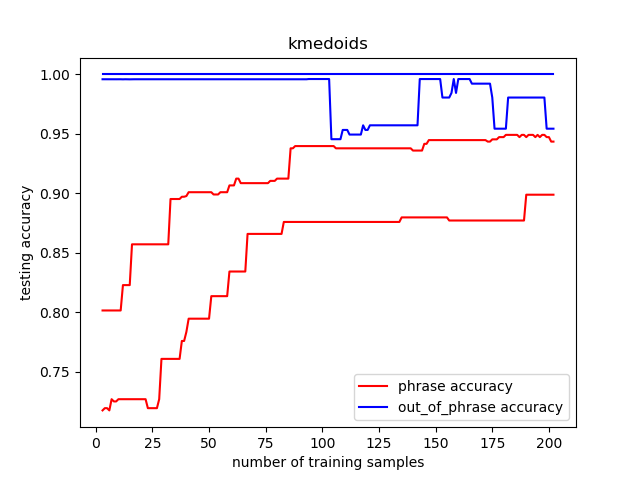 kmedoids
testing accuracy
1.00
0.95
0.90
0.85
0.80
0.75
0 25 50 75 100 125 150 175 200
number of training samples
phrase accuracy
out_of_phrase accuracy